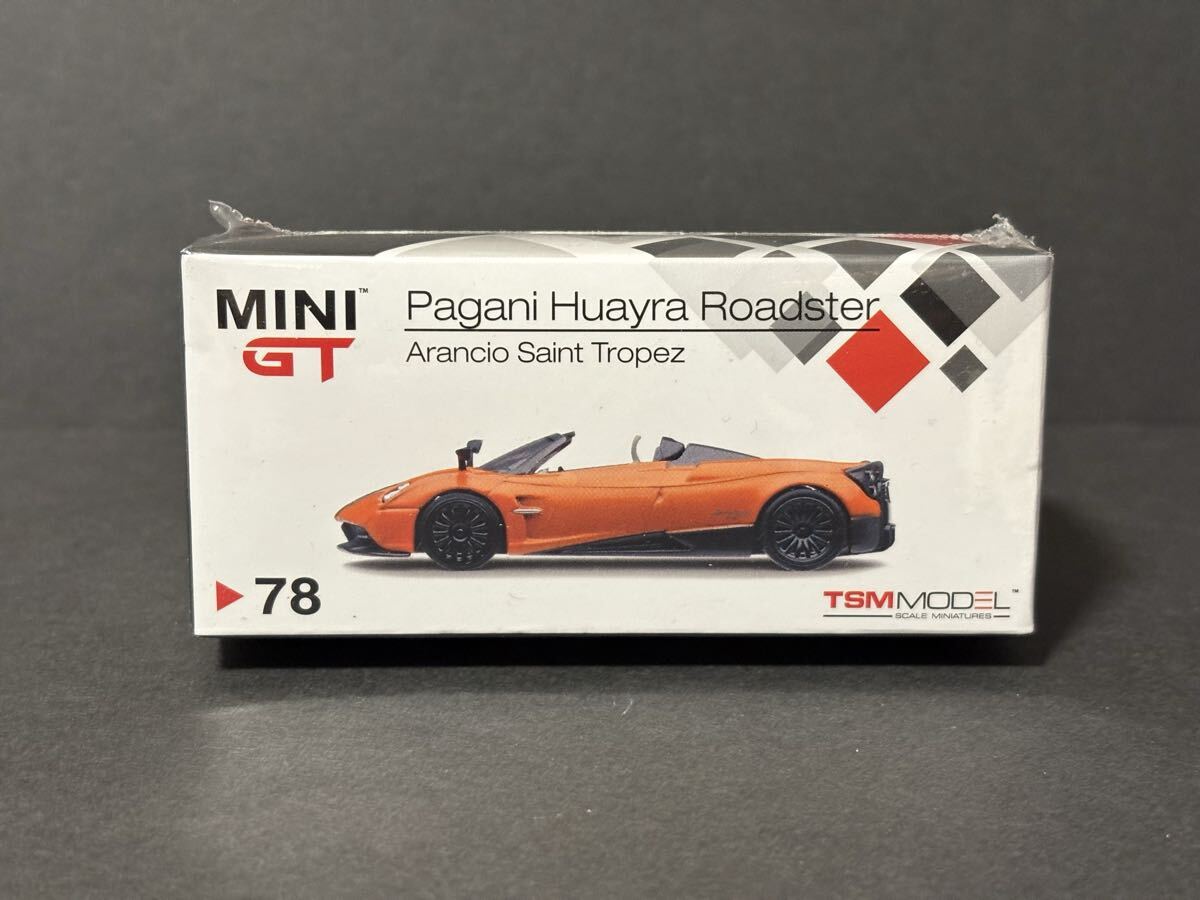 MINI™
GT
Pagani Huayra Roadster
Arancio Saint Tropez
78
TSMMODEL™
SCALE MINIATURES